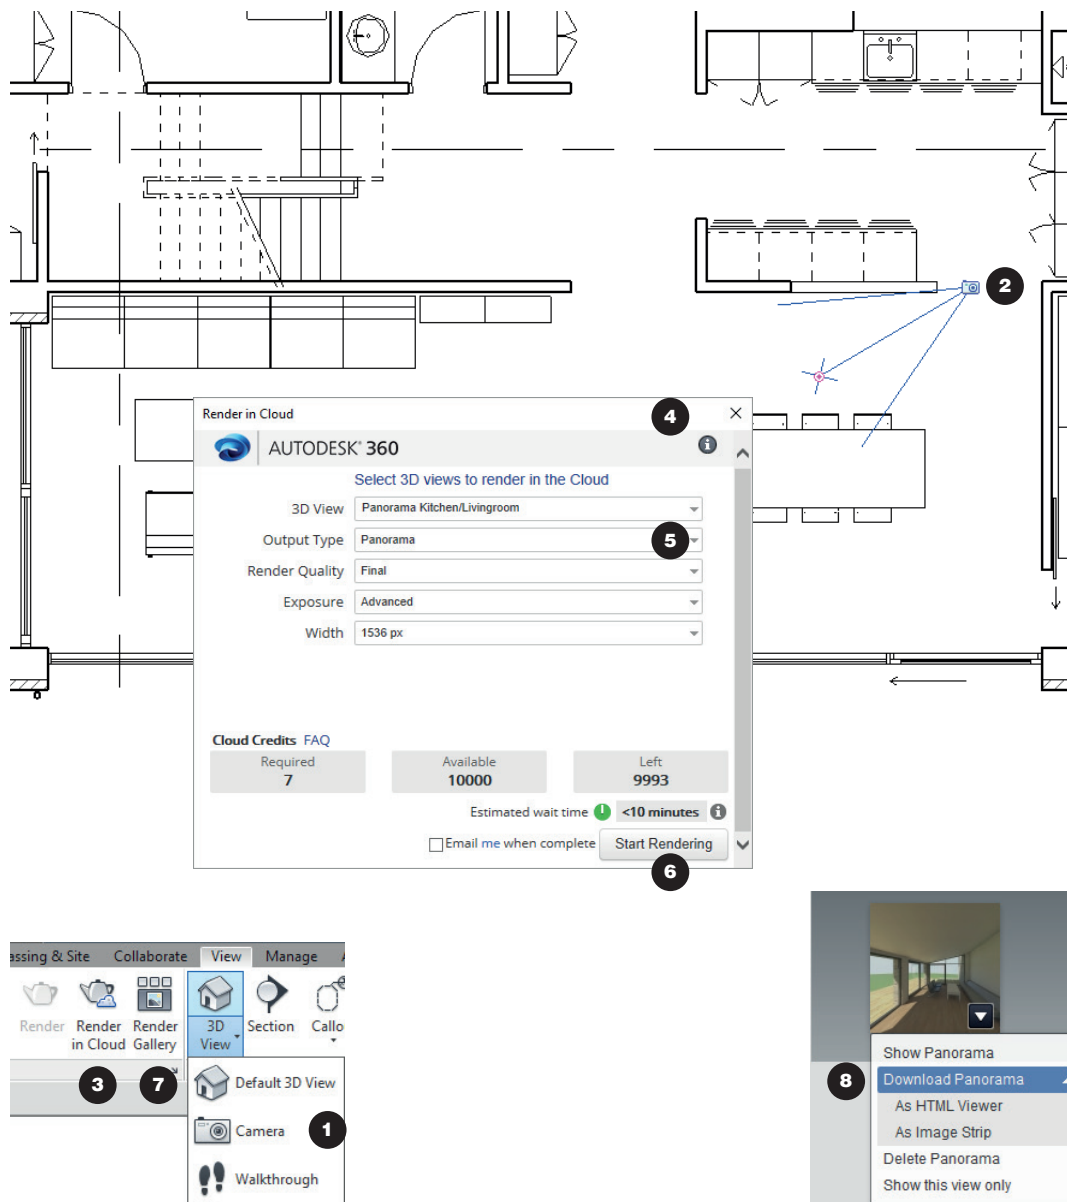 2
Render in Cloud
4
AUTODESK® 360
Select 3D views to render in the Cloud
3D View Panorama Kitchen/Livingroom
Output Type Panorama 5
Render Quality Final
Exposure Advanced
Width 1536 px
Cloud Credits FAQ
Required Available Left
7 10000 9993
Estimated wait time <10 minutes
Email me when complete Start Rendering
6
assing & Site Collaborate View Manage
Render Render in Cloud Render Gallery 3D View Section Callo
3 7
Default 3D View
Camera 1
Walkthrough
Show Panorama
8 Download Panorama
As HTML Viewer
As Image Strip
Delete Panorama
Show this view only